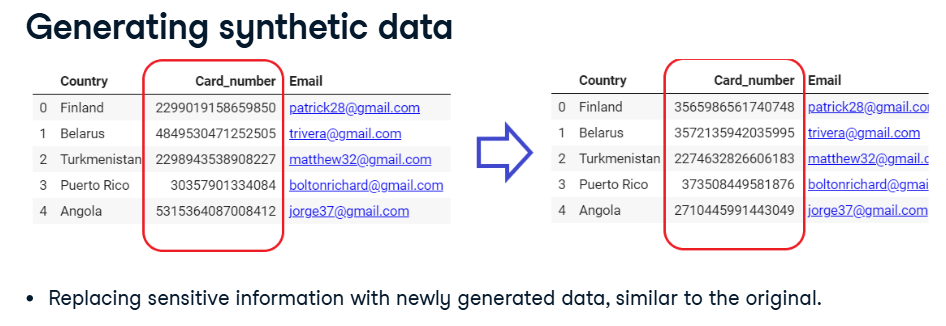 Generating synthetic data
Country Card_number Email
0 Finland 2299019158659850 patrick28@gmail.com
1 Belarus 4849530471252505 trivera@gmail.com
2 Turkmenistan 2298943538908227 matthew32@gmail.com
3 Puerto Rico 30357901334084 boltonrichard@gmail.com
4 Angola 5315364087008412 jorge37@gmail.com
Country Card_number Email
0 Finland 3565986561740748 patrick28@gmail.co
1 Belarus 3572135942035995 trivera@gmail.com
2 Turkmenistan 2274632826606183 matthew32@gmail.c
3 Puerto Rico 373508449581876 boltonrichard@gmai
4 Angola 2710445991443049 jorge37@gmail.com
• Replacing sensitive information with newly generated data, similar to the original.